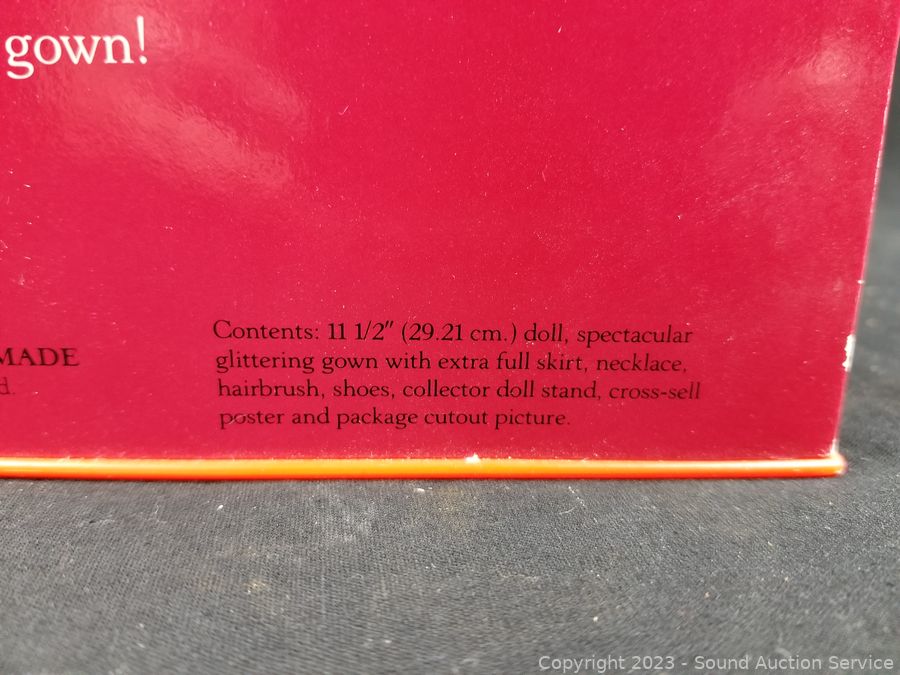 gown!
MADE
d.
Contents: 11 1/2" (29.21 cm.) doll, spectacular
glittering gown with extra full skirt, necklace,
hairbrush, shoes, collector doll stand, cross-sell
poster and package cutout picture.
Copyright 2023 - Sound Auction Service